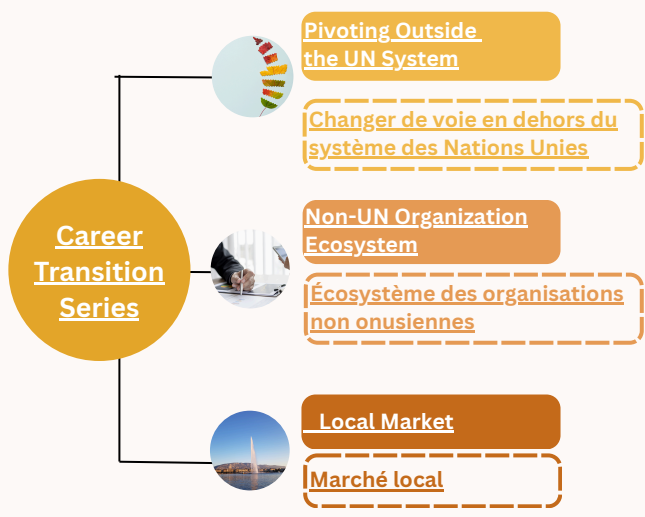 Career
Transition
Series
Pivoting Outside
the UN System
Changer de voie en dehors du
système des Nations Unies
Non-UN Organization
Ecosystem
Écosystème des organisations
non onusiennes
Local Market
Marché local